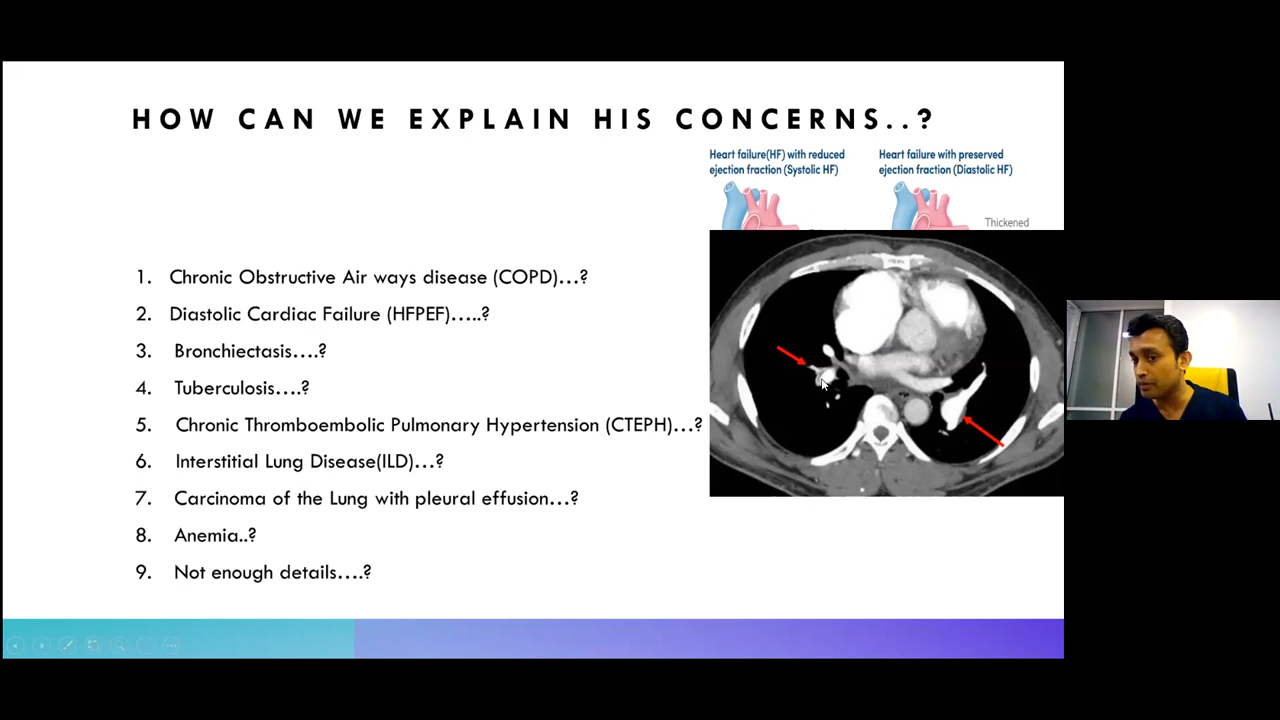 HOW CAN WE EXPLAIN HIS CONCERNS..?
Heart failure(HF) with reduced
ejection fraction (Systolic HF)
Heart failure with preserved
ejection fraction (Diastolic HF)
Thickened
1. Chronic Obstructive Air ways disease (COPD)...?
2. Diastolic Cardiac Failure (HFPEF).....?
3. Bronchiectasis....?
4. Tuberculosis....?
5. Chronic Thromboembolic Pulmonary Hypertension (CTEPH)...?
6. Interstitial Lung Disease(ILD)...?
7. Carcinoma of the Lung with pleural effusion...?
8. Anemia..?
9. Not enough details....?